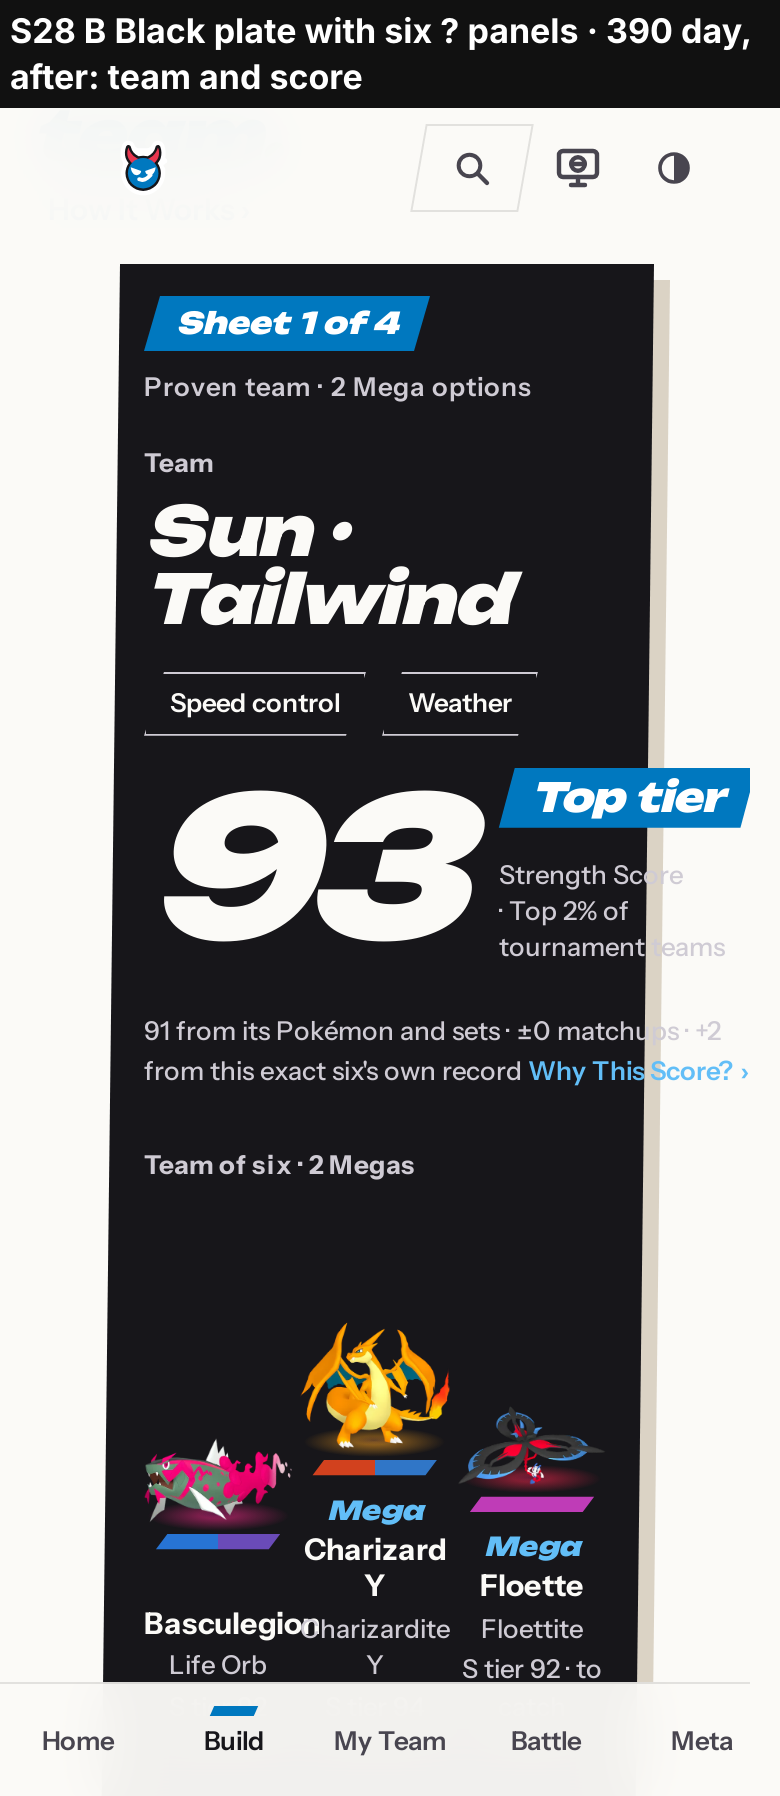 S28 B Black plate with six ? panels · 390 day,
after: team and score
How It Works ›
Sheet 1 of 4
Proven team · 2 Mega options
Team
Sun ·
Tailwind
Speed control
Weather
93
Top tier
Strength Score
· Top 2% of
tournament teams
91 from its Pokémon and sets · ±0 matchups · +2
from this exact six's own record Why This Score? ›
Team of six · 2 Megas
Mega
Charizard
Y
Charizardite
Y
Mega
Floette
Floettite
S tier 92 · to
Basculegion
Life Orb
Home
Build
My Team
Battle
Meta